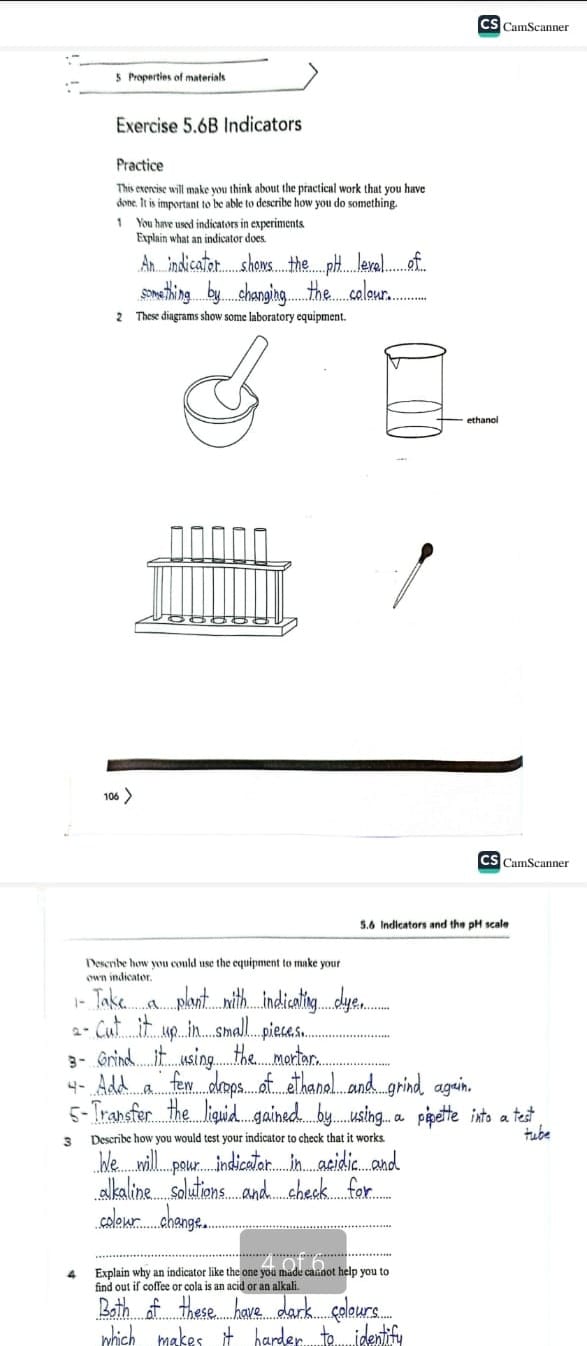 CS CamScanner
5 Properties of materials
Exercise 5.6B Indicators
Practice
This exercise will make you think about the practical work that you have
done. It is important to be able to describe how you do something.
1 You have used indicators in experiments.
Explain what an indicator does.
An indicator shows the pH level of
something by changing the colour.
2 These diagrams show some laboratory equipment.
ethanol
106
CS CamScanner
5.6 Indicators and the pH scale
Describe how you could use the equipment to make your
own indicator.
1- Take a plant with indicating dye.
2- Cut it up in small pieces.
3- Grind it using the mortar.
4- Add a few drops of ethanol and grind again.
5- Transfer the liquid gained by using a pipette into a test
tube
3 Describe how you would test your indicator to check that it works.
We will pour indicator in acidic and
alkaline solutions and check for
colour change.
4 of 6
4 Explain why an indicator like the one you made cannot help you to
find out if coffee or cola is an acid or an alkali.
Both of these have dark colours
which makes it harder to identify